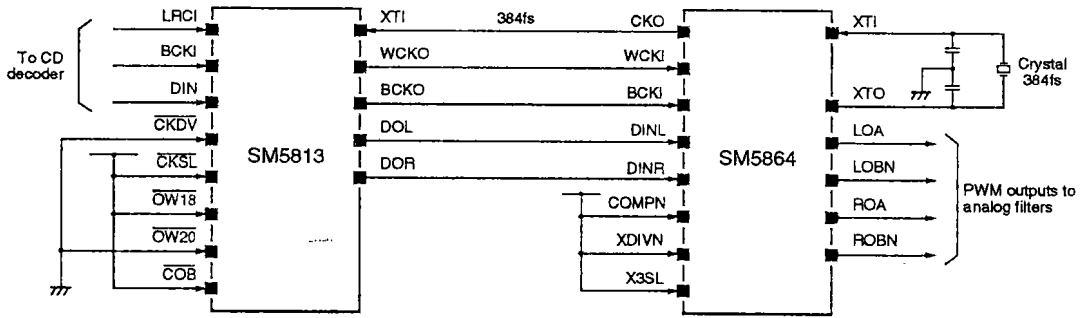 To CD
decoder
LRCI
BCKI
DIN
CKDV
CKSL
OW18
OW20
COB
SM5813
XTI
WCKO
BCKO
DOL
DOR
384fs
CKO
WCKI
BCKI
DINL
DINR
COMPN
XDIVN
X3SL
SM5864
XTI
XTO
LOA
LOBN
ROA
ROBN
Crystal
384fs
PWM outputs to
analog filters